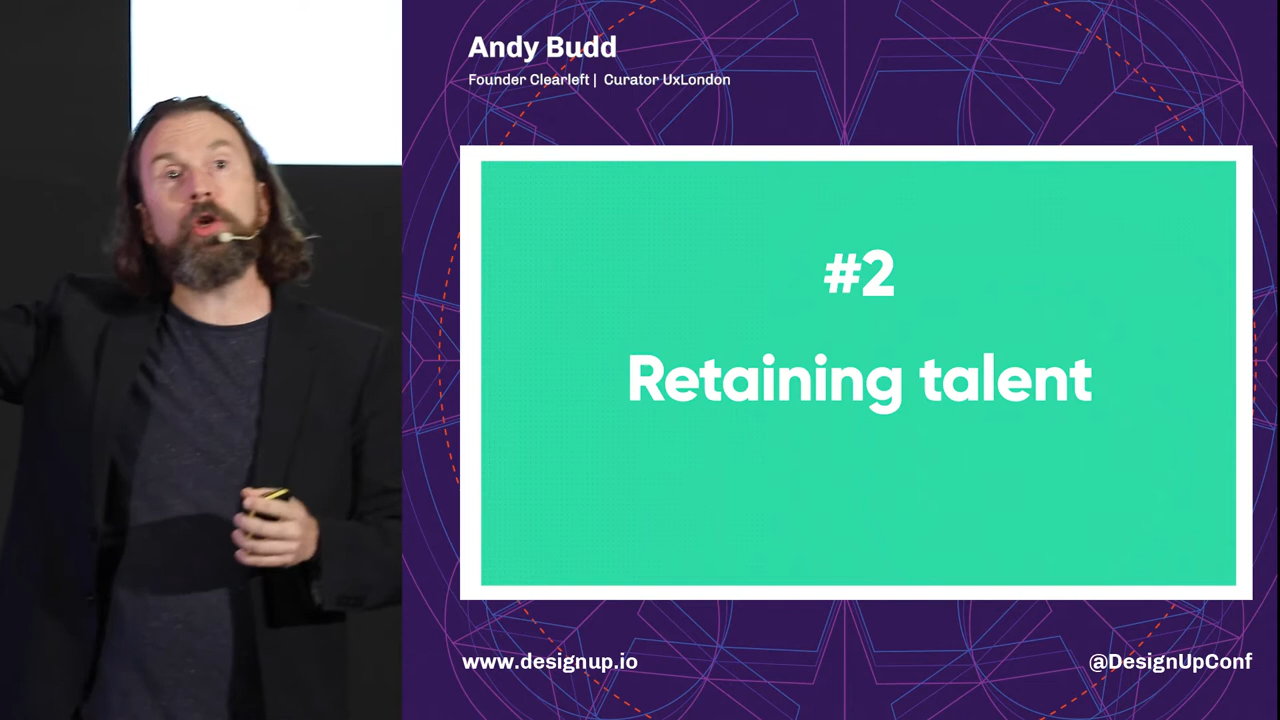 Andy Budd
Founder Clearleft | Curator UxLondon
#2
Retaining talent
www.designup.io
@DesignUpConf